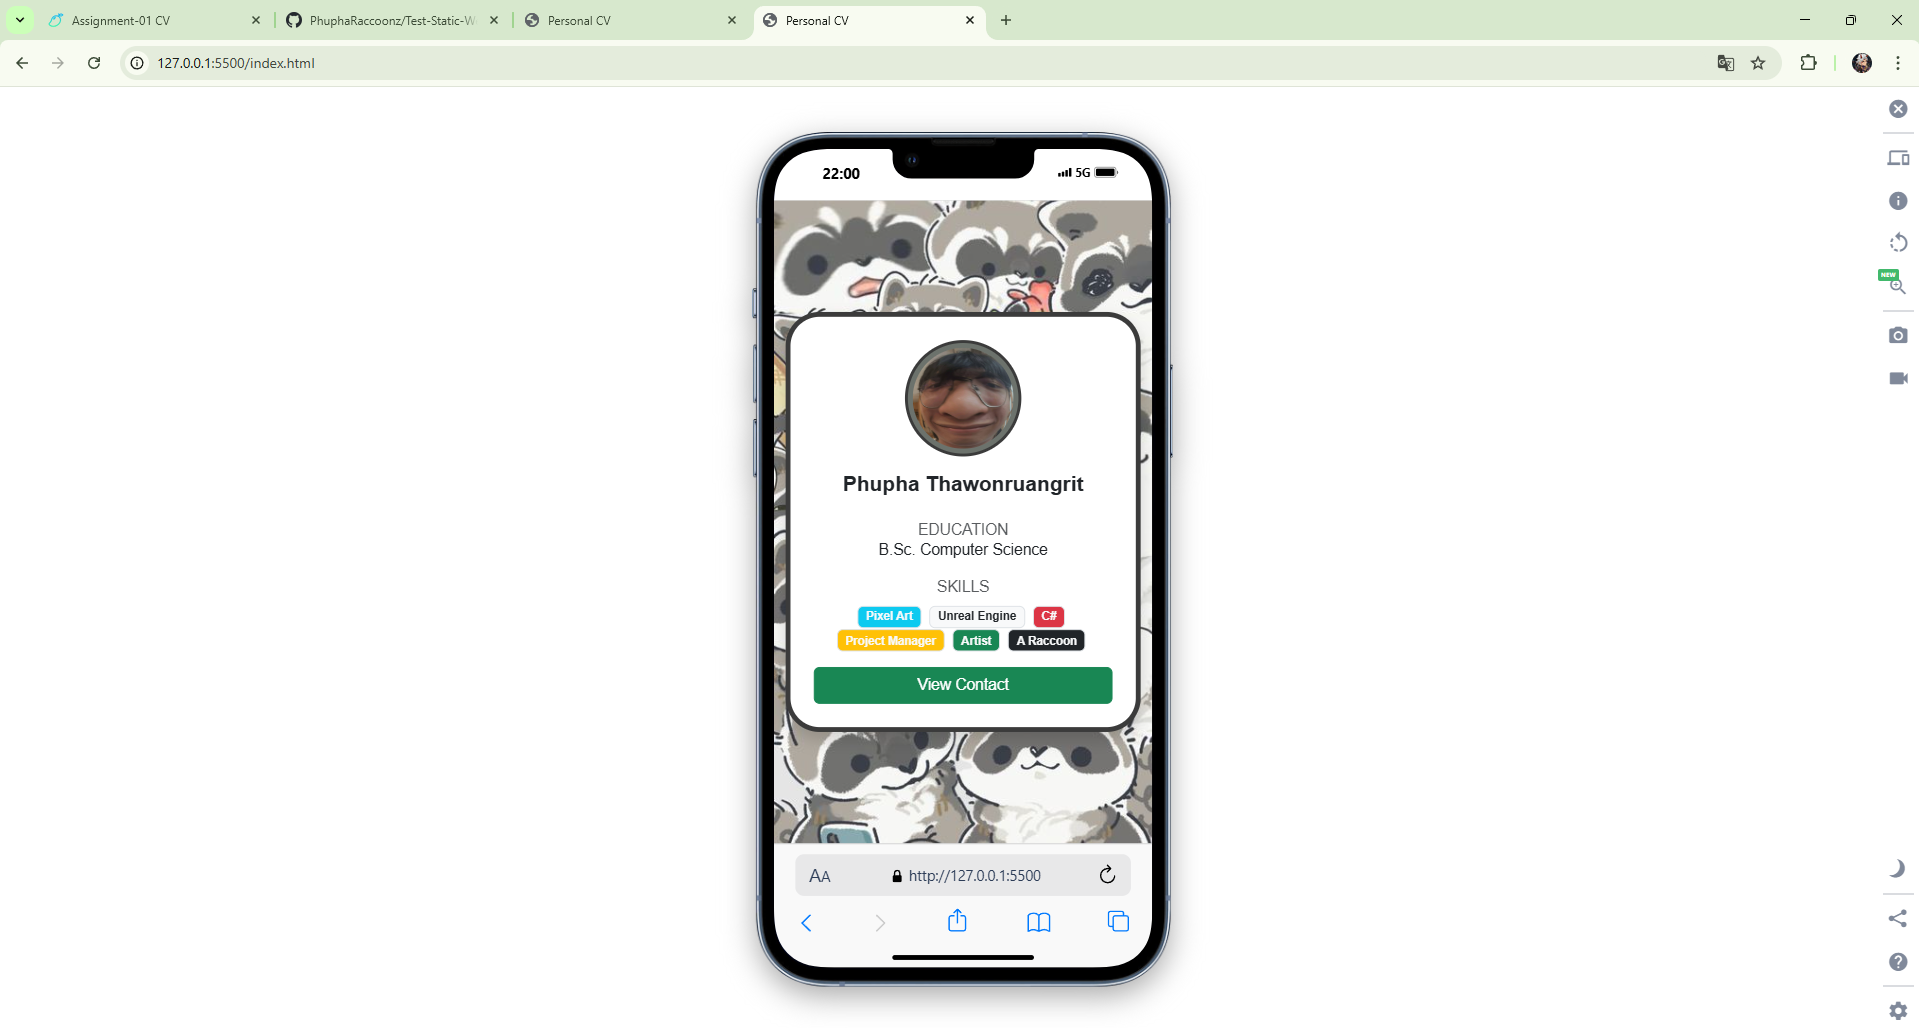 Assignment-01 CV
PhuphaRaccoonz/Test-Static-W
Personal CV
Personal CV
127.0.0.1:5500/index.html
NEW
22:00
5G
Phupha Thawonruangrit
EDUCATION
B.Sc. Computer Science
SKILLS
Pixel Art Unreal Engine C#
Project Manager Artist A Raccoon
View Contact
AA http://127.0.0.1:5500